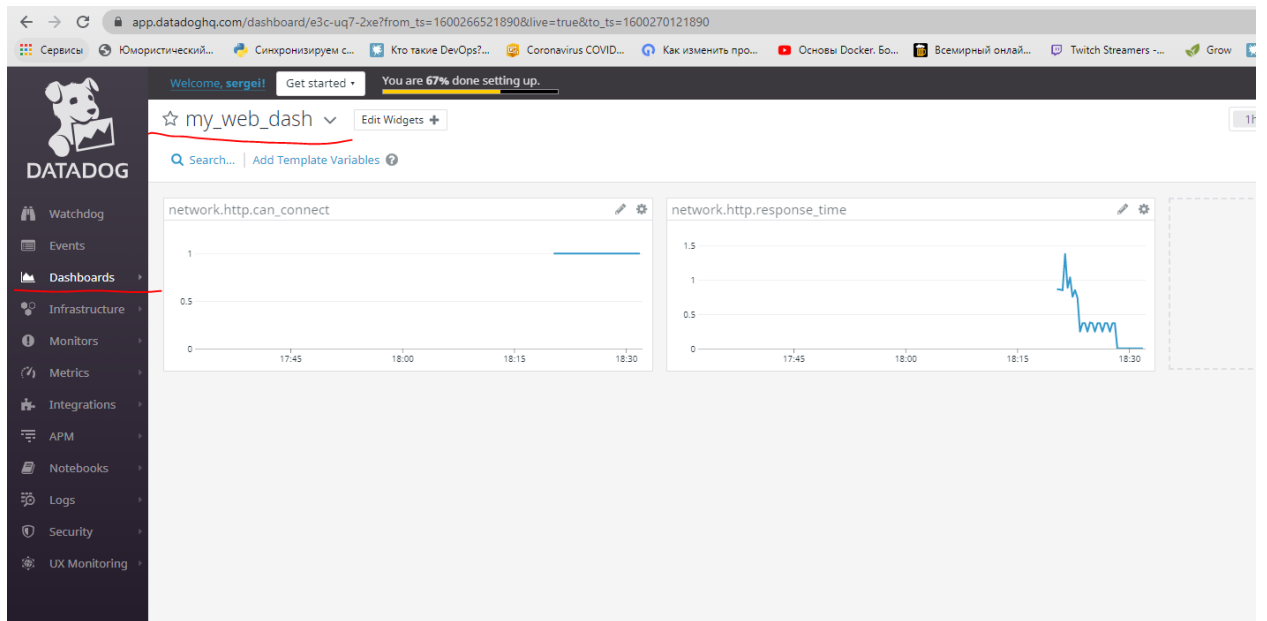 app.datadoghq.com/dashboard/e3c-uq7-2xe?from_ts=1600266521890&live=true&to_ts=1600270121890
Сервисы Юмористический... Синхронизируем с... Кто такие DevOps?... Coronavirus COVID... Как изменить про... Основы Docker. Бо... Всемирный онлай... Twitch Streamers -... Grow
Welcome, sergei! Get started You are 67% done setting up.
my_web_dash Edit Widgets + 1h
Search... Add Template Variables ?
DATADOG
Watchdog
Events
Dashboards
Infrastructure
Monitors
Metrics
Integrations
APM
Notebooks
Logs
Security
UX Monitoring
network.http.can_connect
1
0.5
0
17:45 18:00 18:15 18:30
network.http.response_time
1.5
1
0.5
0
17:45 18:00 18:15 18:30